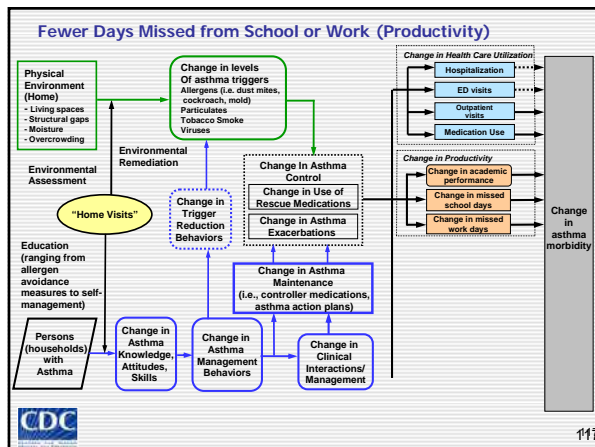 Fewer Days Missed from School or Work (Productivity)
Physical
Environment
(Home)
- Living spaces
- Structural gaps
- Moisture
- Overcrowding
Change in levels
Of asthma triggers
Allergens (i.e. dust mites,
cockroach, mold)
Particulates
Tobacco Smoke
Viruses
Change in Health Care Utilization
Hospitalization
ED visits
Outpatient
visits
Medication Use
Environmental
Assessment
Environmental
Remediation
"Home Visits"
Change in
Trigger
Reduction
Behaviors
Change In Asthma
Control
Change in Use of
Rescue Medications
Change in Asthma
Exacerbations
Change in Productivity
Change in academic
performance
Change in missed
school days
Change in missed
work days
Change
in
asthma
morbidity
Education
(ranging from
allergen
avoidance
measures to self-
management)
Change in Asthma
Maintenance
(i.e., controller medications,
asthma action plans)
Persons
(households)
with
Asthma
Change in
Asthma
Knowledge,
Attitudes,
Skills
Change in
Asthma
Management
Behaviors
Change in
Clinical
Interactions/
Management
CDC